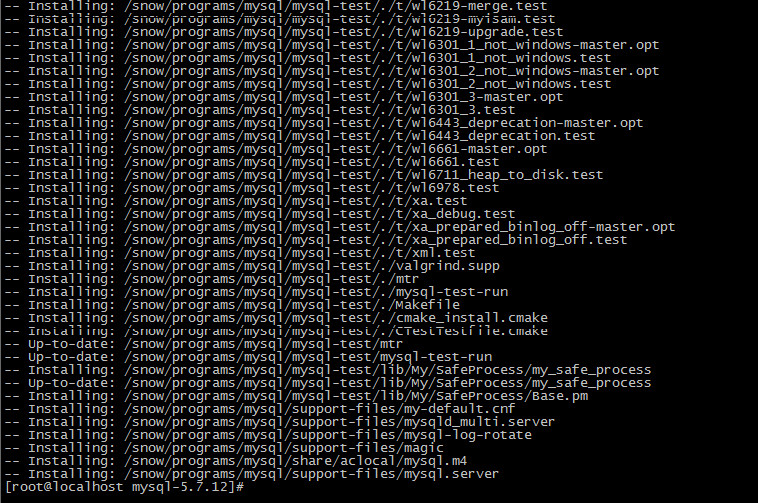 -- Installing: /snow/programs/mysql/mysql-test/./t/wl6219-merge.test
-- Installing: /snow/programs/mysql/mysql-test/./t/wl6219-myisam.test
-- Installing: /snow/programs/mysql/mysql-test/./t/wl6219-upgrade.test
-- Installing: /snow/programs/mysql/mysql-test/./t/wl6301_1_not_windows-master.opt
-- Installing: /snow/programs/mysql/mysql-test/./t/wl6301_1_not_windows.test
-- Installing: /snow/programs/mysql/mysql-test/./t/wl6301_2_not_windows-master.opt
-- Installing: /snow/programs/mysql/mysql-test/./t/wl6301_2_not_windows.test
-- Installing: /snow/programs/mysql/mysql-test/./t/wl6301_3-master.opt
-- Installing: /snow/programs/mysql/mysql-test/./t/wl6301_3.test
-- Installing: /snow/programs/mysql/mysql-test/./t/wl6443_deprecation-master.opt
-- Installing: /snow/programs/mysql/mysql-test/./t/wl6443_deprecation.test
-- Installing: /snow/programs/mysql/mysql-test/./t/wl6661-master.opt
-- Installing: /snow/programs/mysql/mysql-test/./t/wl6661.test
-- Installing: /snow/programs/mysql/mysql-test/./t/wl6711_heap_to_disk.test
-- Installing: /snow/programs/mysql/mysql-test/./t/wl6978.test
-- Installing: /snow/programs/mysql/mysql-test/./t/xa.test
-- Installing: /snow/programs/mysql/mysql-test/./t/xa_debug.test
-- Installing: /snow/programs/mysql/mysql-test/./t/xa_prepared_binlog_off-master.opt
-- Installing: /snow/programs/mysql/mysql-test/./t/xa_prepared_binlog_off.test
-- Installing: /snow/programs/mysql/mysql-test/./t/xml.test
-- Installing: /snow/programs/mysql/mysql-test/./valgrind.supp
-- Installing: /snow/programs/mysql/mysql-test/./mtr
-- Installing: /snow/programs/mysql/mysql-test/./mysql-test-run
-- Installing: /snow/programs/mysql/mysql-test/./Makefile
-- Installing: /snow/programs/mysql/mysql-test/./cmake_install.cmake
-- Installing: /snow/programs/mysql/mysql-test/./CTestTestfile.cmake
-- Up-to-date: /snow/programs/mysql/mysql-test/mtr
-- Up-to-date: /snow/programs/mysql/mysql-test/mysql-test-run
-- Installing: /snow/programs/mysql/mysql-test/lib/My/SafeProcess/my_safe_process
-- Up-to-date: /snow/programs/mysql/mysql-test/lib/My/SafeProcess/my_safe_process
-- Installing: /snow/programs/mysql/mysql-test/lib/My/SafeProcess/Base.pm
-- Installing: /snow/programs/mysql/support-files/my-default.cnf
-- Installing: /snow/programs/mysql/support-files/mysqld_multi.server
-- Installing: /snow/programs/mysql/support-files/mysql-log-rotate
-- Installing: /snow/programs/mysql/support-files/magic
-- Installing: /snow/programs/mysql/share/aclocal/mysql.m4
-- Installing: /snow/programs/mysql/support-files/mysql.server
[root@localhost mysql-5.7.12]#